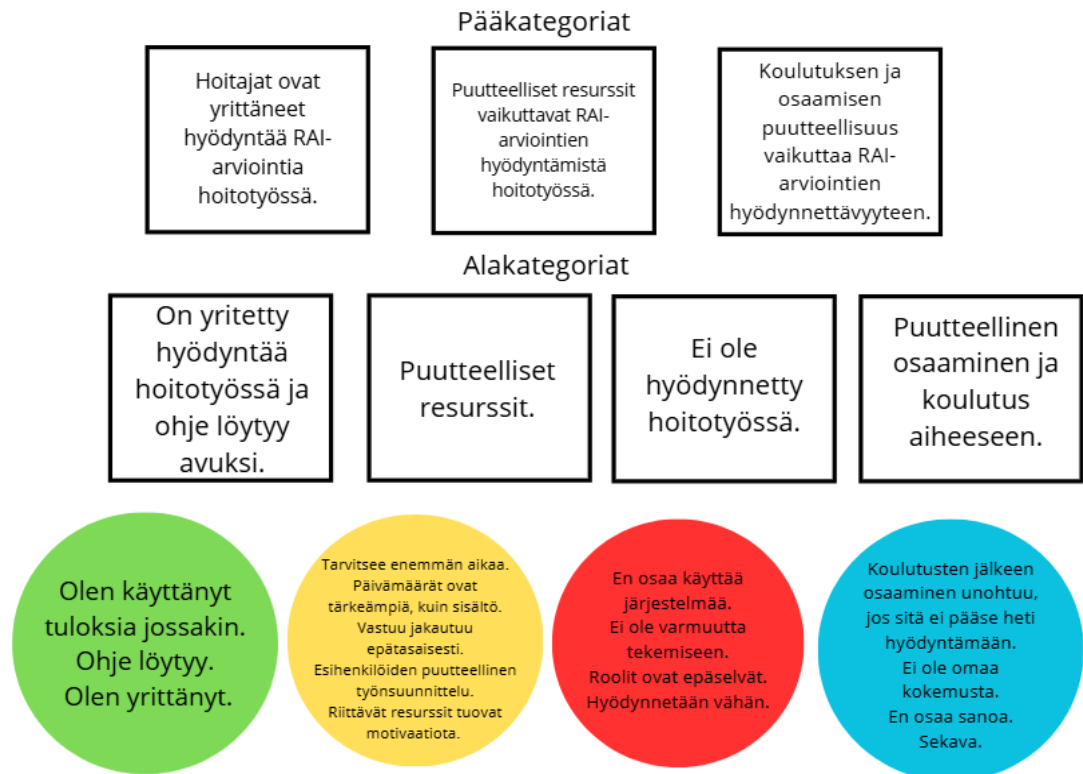 Pääkategoriat
Hoitajat ovat
yrittäneet
hyödyntää RAI-
arviointia
hoitotyössä.
Puutteelliset resurssit
vaikuttavat RAI-
arviointien
hyödyntämistä
hoitotyössä.
Koulutuksen ja
osaamisen
puutteellisuus
vaikuttaa RAI-
arviointien
hyödynnettävyyteen.
Alakategoriat
On yritetty
hyödyntää
hoitotyössä ja
ohje löytyy
avuksi.
Puutteelliset
resurssit.
Ei ole
hyödynnetty
hoitotyössä.
Puutteellinen
osaaminen ja
koulutus
aiheeseen.
Olen käyttänyt
tuloksia jossakin.
Ohje löytyy.
Olen yrittänyt.
Tarvitsee enemmän aikaa.
Päivämäärät ovat
tärkeämpiä, kuin sisältö.
Vastuu jakautuu
epätasaisesti.
Esihenkilöiden puutteellinen
työnsuunnittelu.
Riittävät resurssit tuovat
motivaatiota.
En osaa käyttää
järjestelmää.
Ei ole varmuutta
tekemiseen.
Roolit ovat epäselvät.
Hyödynnetään vähän.
Koulutusten jälkeen
osaaminen unohtuu,
jos sitä ei pääse heti
hyödyntämään.
Ei ole omaa
kokemusta.
En osaa sanoa.
Sekava.